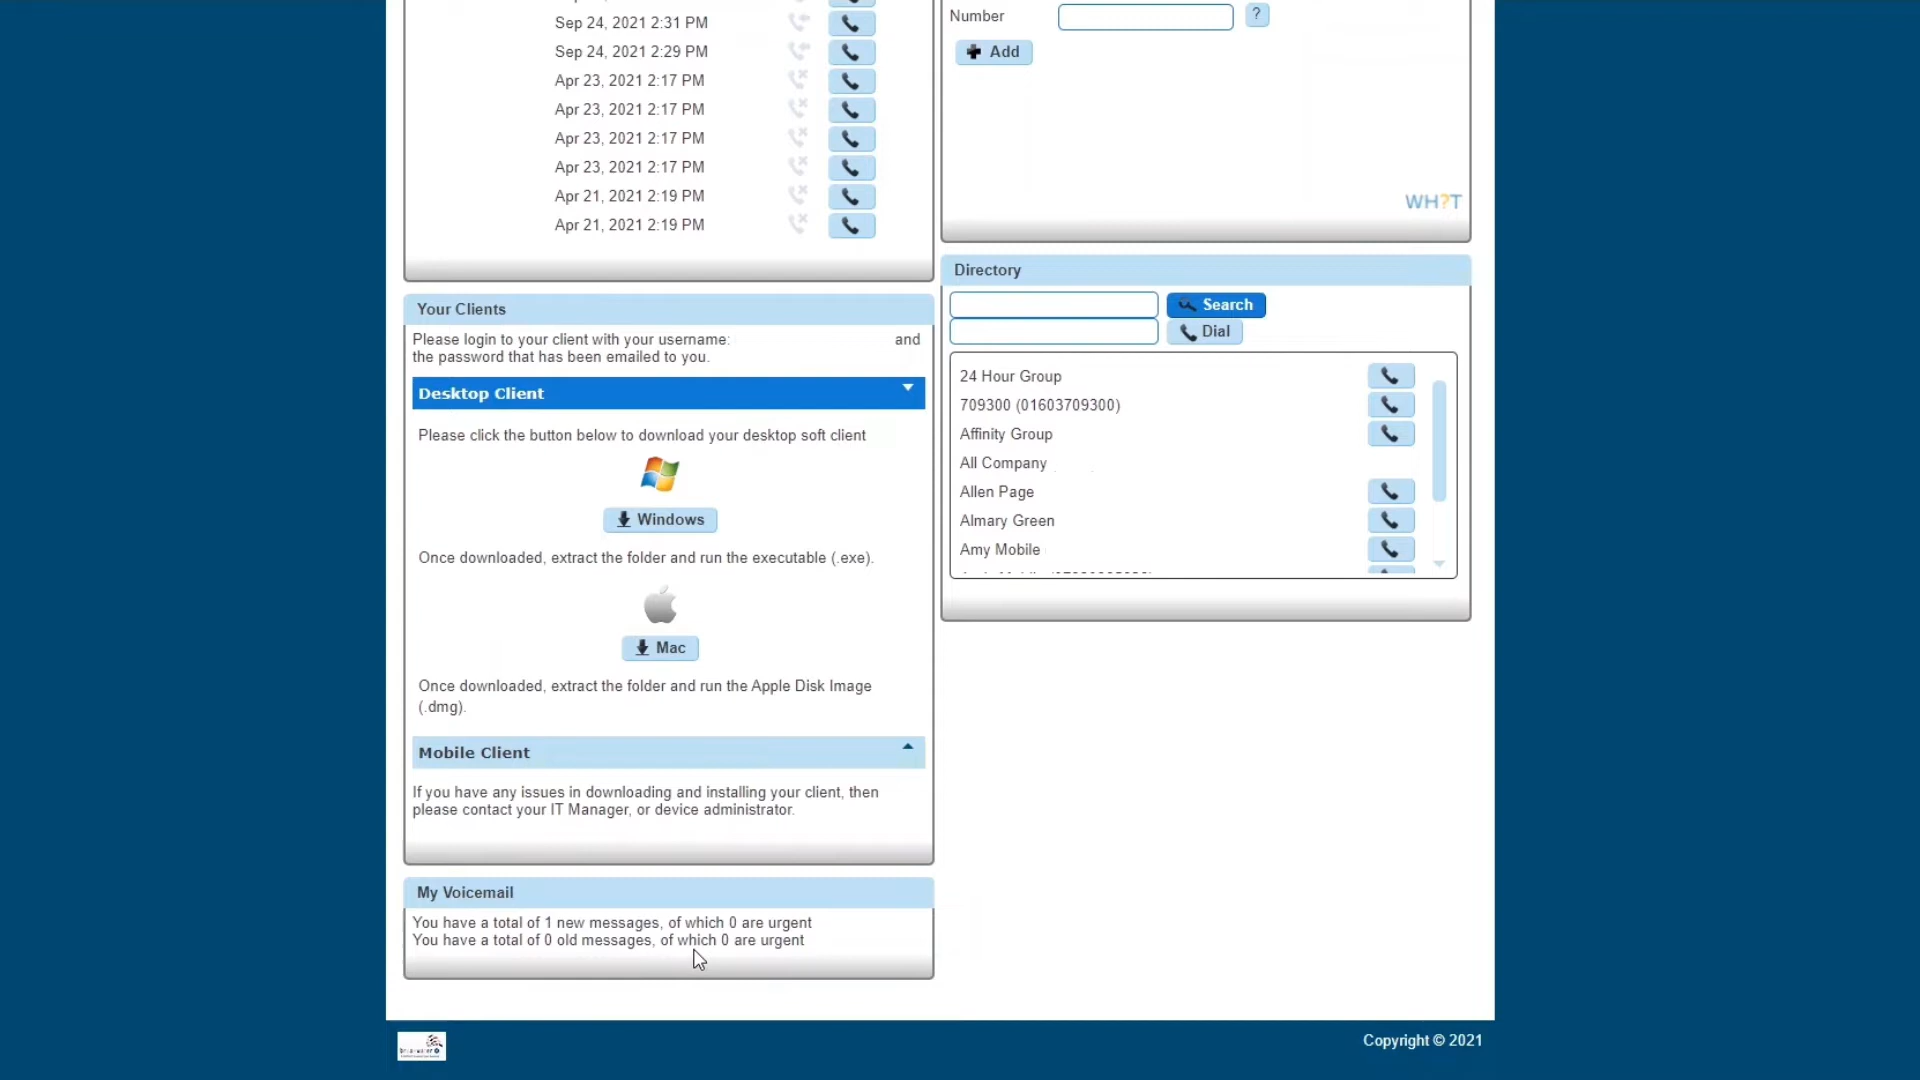 Sep 24, 2021 2:31 PM
Sep 24, 2021 2:29 PM
Apr 23, 2021 2:17 PM
Apr 23, 2021 2:17 PM
Apr 23, 2021 2:17 PM
Apr 23, 2021 2:17 PM
Apr 21, 2021 2:19 PM
Apr 21, 2021 2:19 PM
Your Clients
Please login to your client with your username: and
the password that has been emailed to you.
Desktop Client
Please click the button below to download your desktop soft client
Windows
Once downloaded, extract the folder and run the executable (.exe).
Mac
Once downloaded, extract the folder and run the Apple Disk Image
(.dmg).
Mobile Client
If you have any issues in downloading and installing your client, then
please contact your IT Manager, or device administrator.
My Voicemail
You have a total of 1 new messages, of which 0 are urgent
You have a total of 0 old messages, of which 0 are urgent
Number ?
Add
WH?T
Directory
Search
Dial
24 Hour Group
709300 (01603709300)
Affinity Group
All Company
Allen Page
Almary Green
Amy Mobile
Copyright © 2021